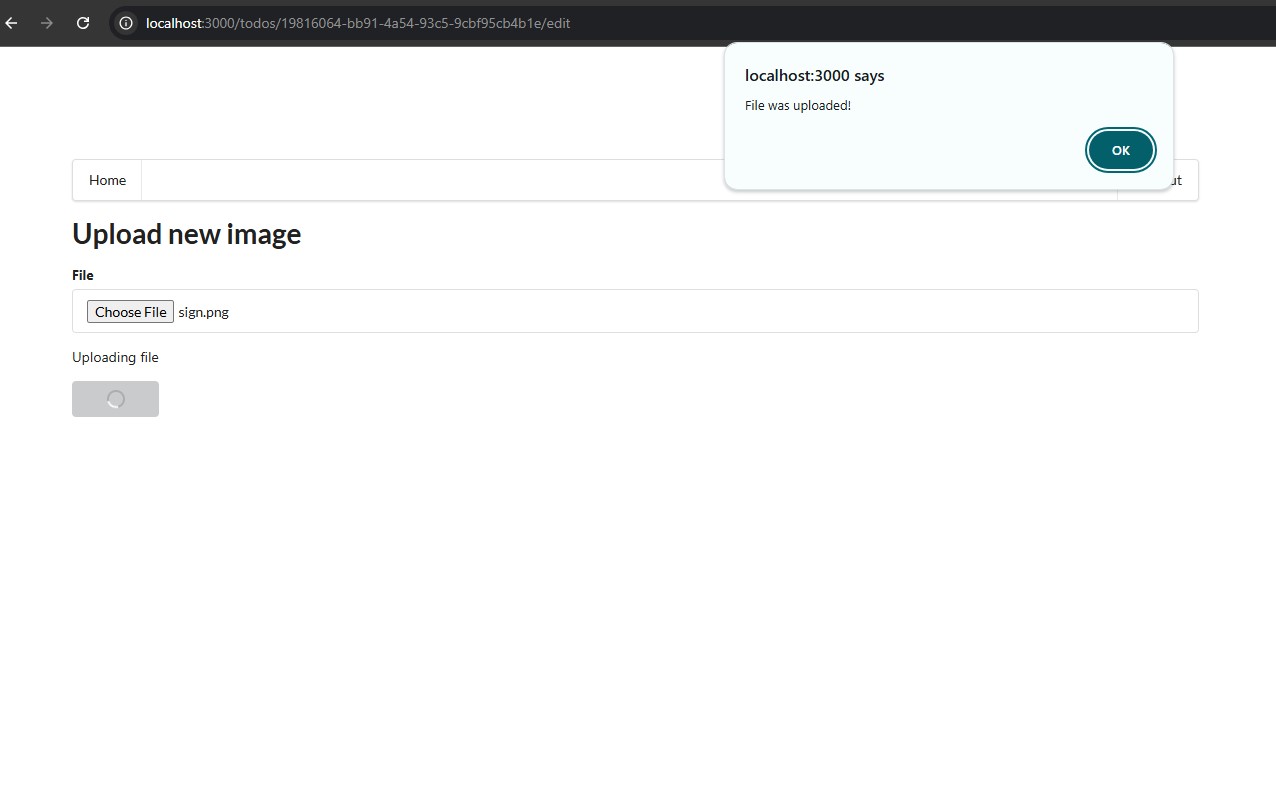 localhost:3000/todos/19816064-bb91-4a54-93c5-9cbf95cb4b1e/edit
localhost:3000 says
File was uploaded!
OK
Home
ut
Upload new image
File
Choose File sign.png
Uploading file